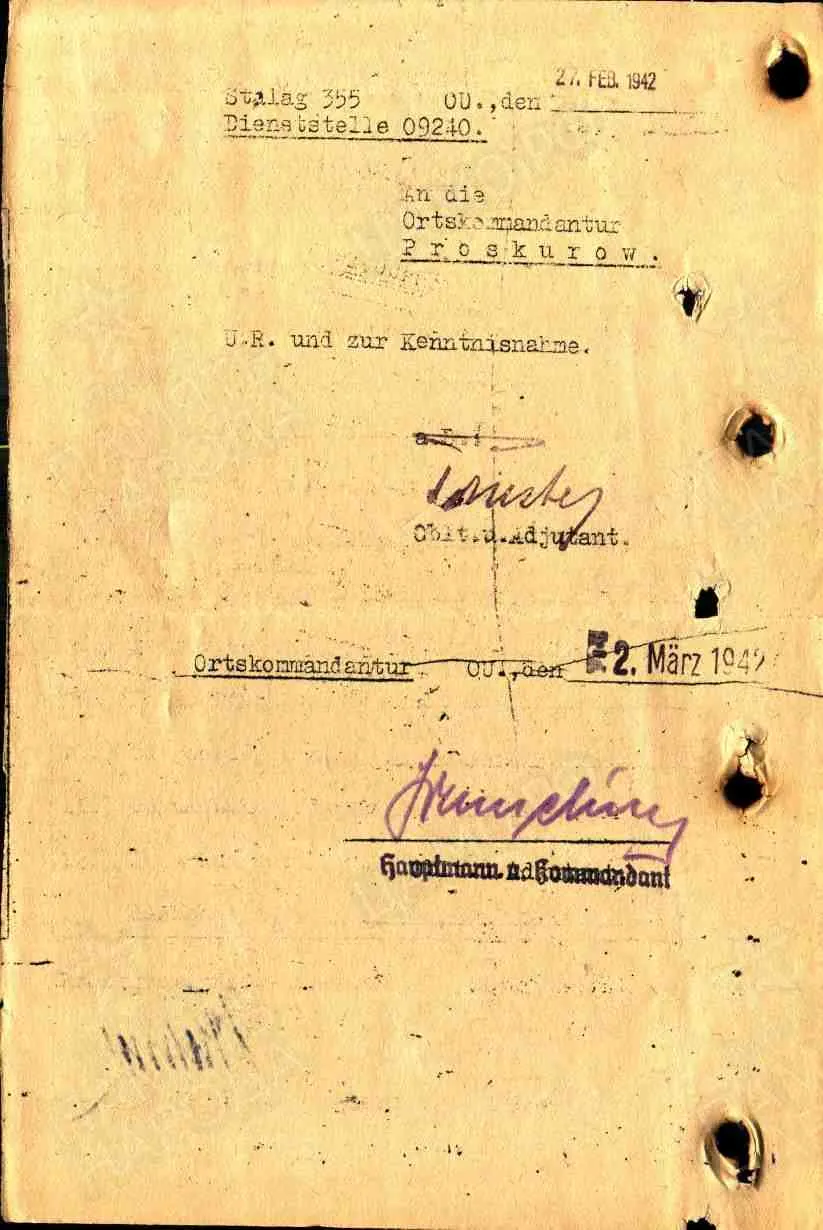 27. FEB. 1942
Stalag 355 OU.,den
Dienststelle 09240.
An die
Ortskommandantur
Proskurow.
U.R. und zur Kenntnisnahme.
Oblt.u.Adjutant.
Ortskommandantur OU.,den 2. März 1942
Hauptmann u. Kommandant